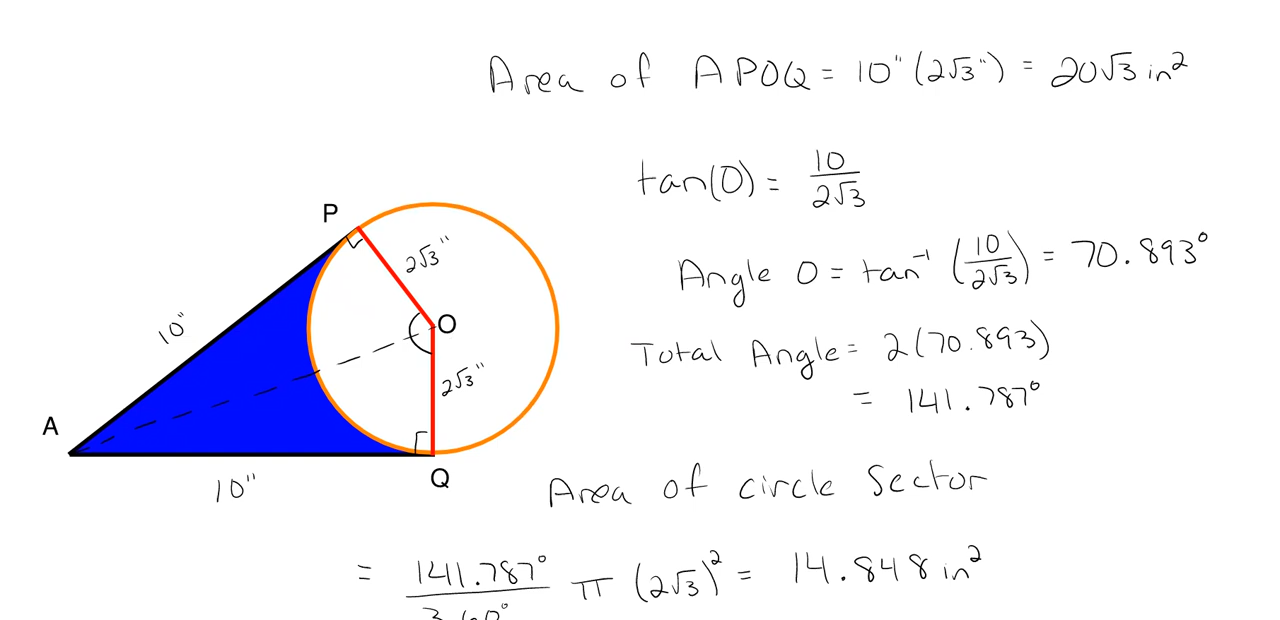 Area of APOQ = 10" (2√3") = 20√3 in²
tan(O) = 10/2√3
Angle O = tan⁻¹ (10/2√3) = 70.893°
Total Angle = 2(70.893)
= 141.787°
P
2√3"
10"
O
2√3"
A
10"
Q
Area of circle Sector
= 141.787°/360° π (2√3)² = 14.848 in²